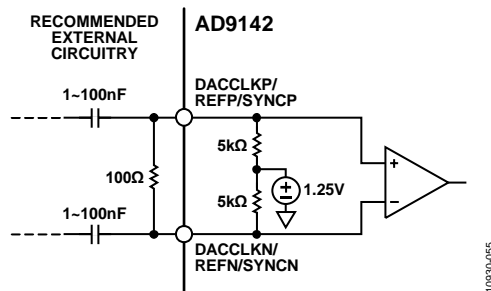 RECOMMENDED
EXTERNAL
CIRCUITRY
AD9142
1~100nF
DACCLKP/
REFP/SYNCP
5kΩ
100Ω
+
−
1.25V
5kΩ
+
−
1~100nF
DACCLKN/
REFN/SYNCN
10930-055